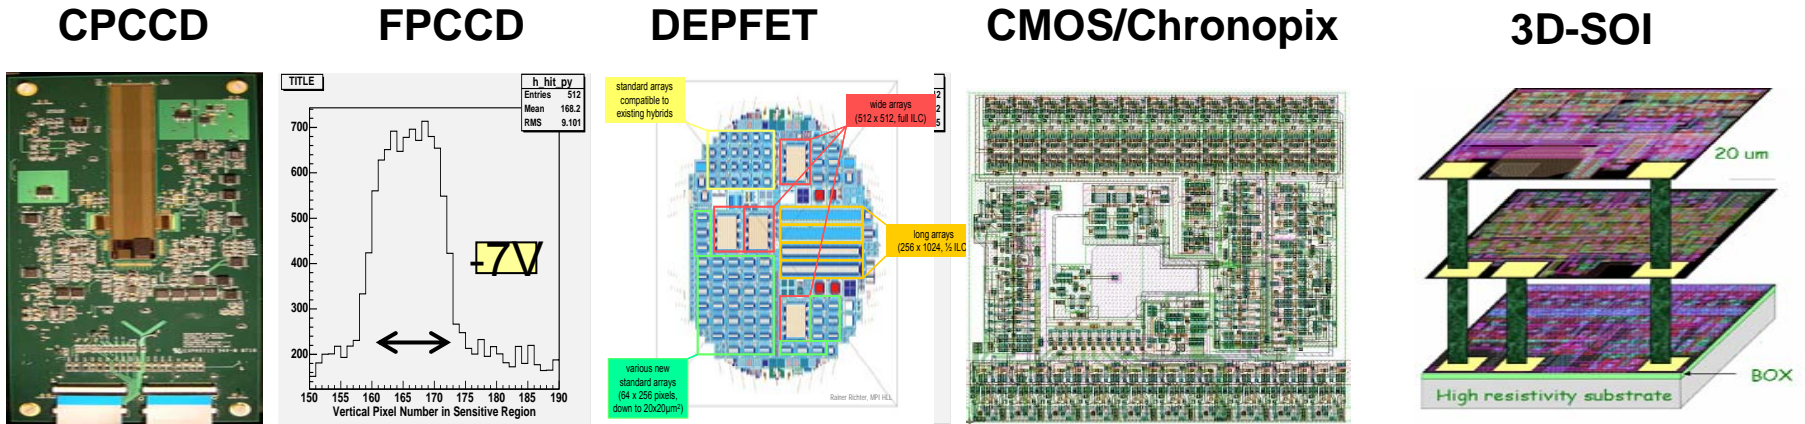 CPCCD
FPCCD
DEPFET
CMOS/Chronopix
3D-SOI
TITLE
h_hit_py
Entries 512
Mean 168.2
RMS 9.101
700
600
500
400
300
200
-7V
150 155 160 165 170 175 180 185 190
Vertical Pixel Number in Sensitive Region
standard arrays
compatible to
existing hybrids
wide arrays
(512 x 512, full ILC)
2
2
5
long arrays
(256 x 1024, ½ ILC
various new
standard arrays
(64 x 256 pixels,
down to 20x20µm²)
Rainer Richter, MPI HLL
20 um
BOX
High resistivity substrate